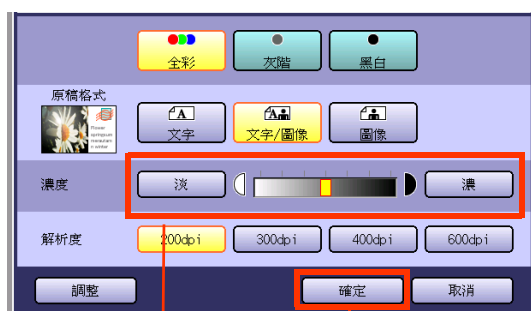 全彩 灰階 黑白
原稿格式
文字 文字/圖像 圖像
濃度 淡 濃
解析度 200dpi 300dpi 400dpi 600dpi
調整 確定 取消